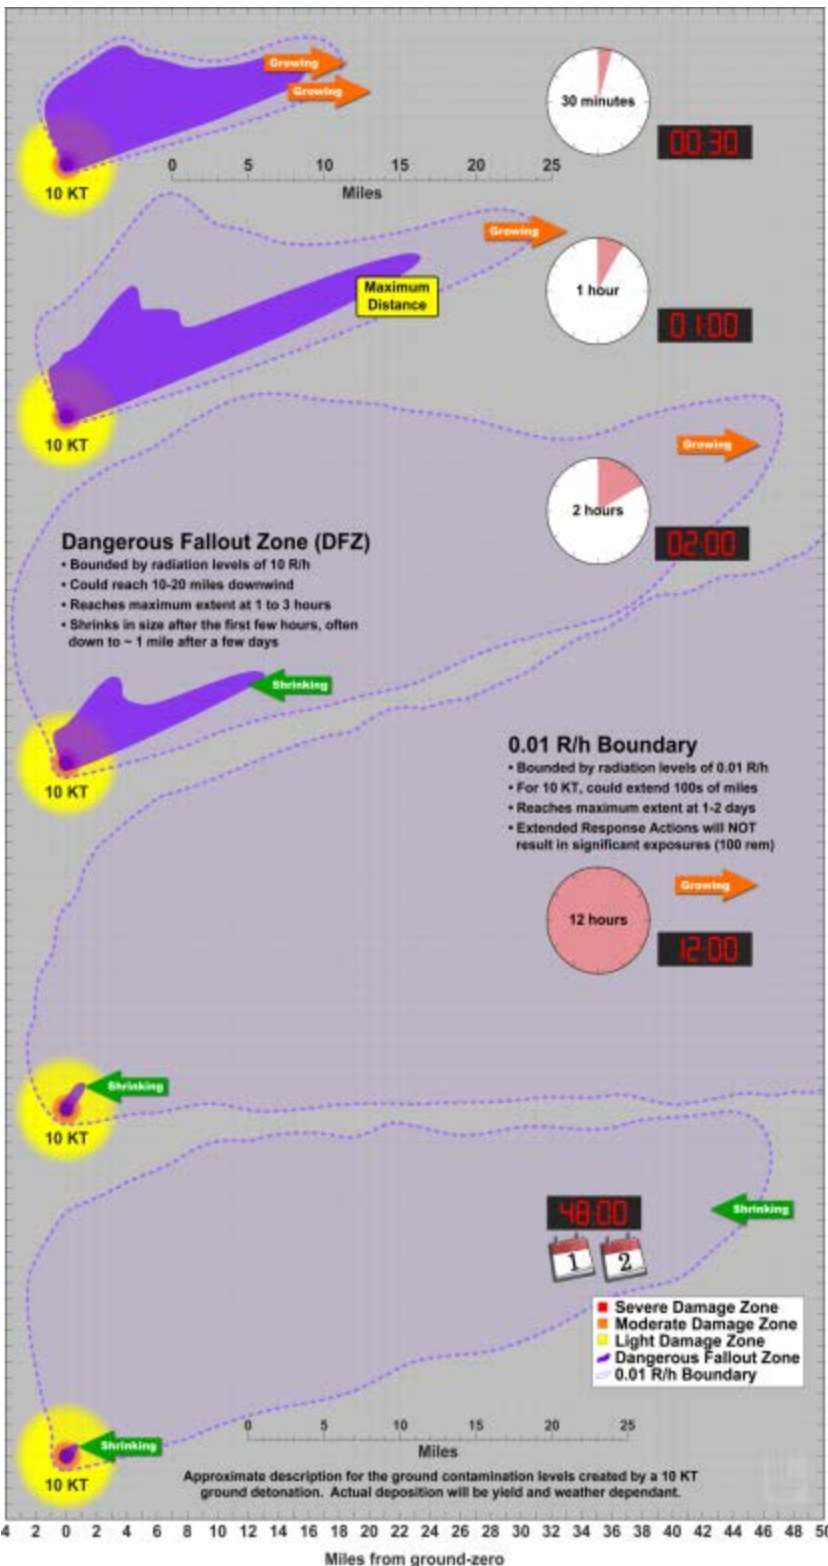 Growing
Growing
30 minutes
00:30
10 KT
0 5 10 15 20 25
Miles
Growing
1 hour
Maximum
Distance
01:00
10 KT
Growing
2 hours
02:00
Dangerous Fallout Zone (DFZ)
• Bounded by radiation levels of 10 R/h
• Could reach 10-20 miles downwind
• Reaches maximum extent at 1 to 3 hours
• Shrinks in size after the first few hours, often
down to ~ 1 mile after a few days
Shrinking
10 KT
0.01 R/h Boundary
• Bounded by radiation levels of 0.01 R/h
• For 10 KT, could extend 100s of miles
• Reaches maximum extent at 1-2 days
• Extended Response Actions will NOT
result in significant exposures (100 rem)
Growing
12 hours
12:00
Shrinking
10 KT
48:00
1 2
Shrinking
Severe Damage Zone
Moderate Damage Zone
Light Damage Zone
Dangerous Fallout Zone
0.01 R/h Boundary
0 5 10 15 20 25
Miles
Shrinking
10 KT
Approximate description for the ground contamination levels created by a 10 KT
ground detonation. Actual deposition will be yield and weather dependant.
4 2 0 2 4 6 8 10 12 14 16 18 20 22 24 26 28 30 32 34 36 38 40 42 44 46 48 50
Miles from ground-zero